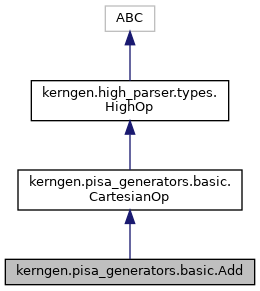 ABC
kerngen.high_parser.types.
HighOp
kerngen.pisa_generators.basic.
CartesianOp
kerngen.pisa_generators.basic.Add